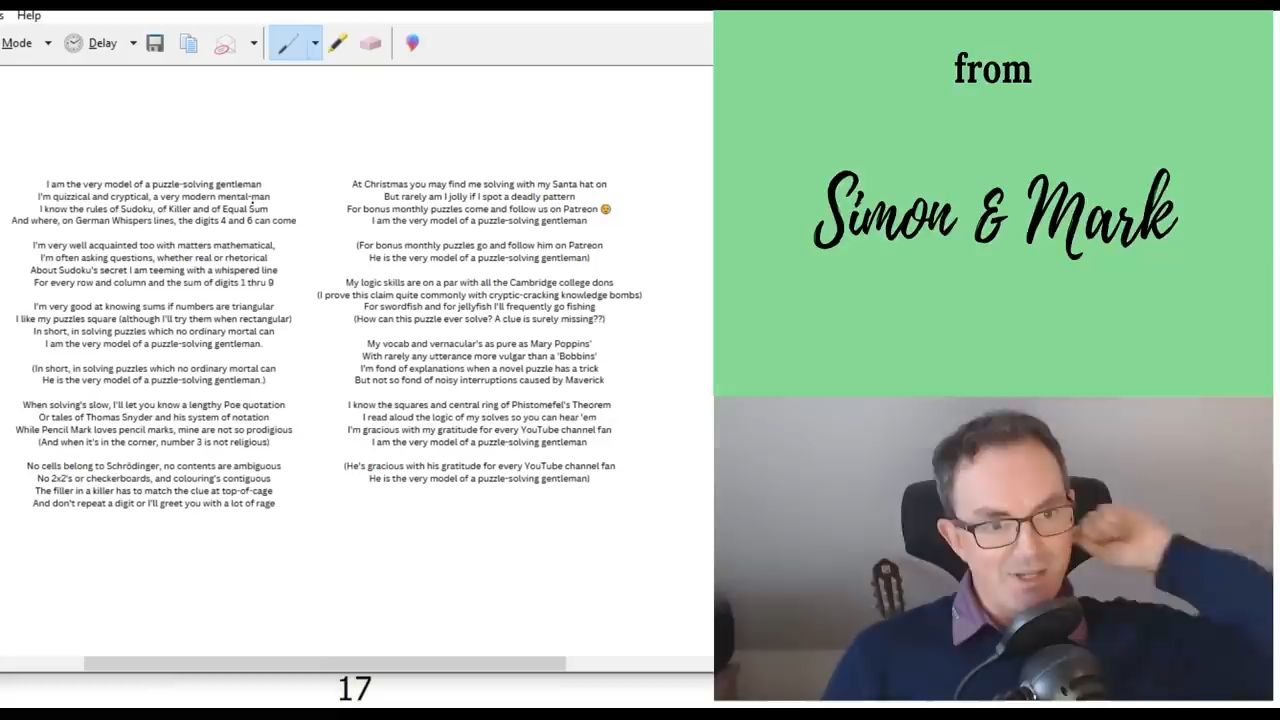 s Help
Mode Delay
I am the very model of a puzzle-solving gentleman
I'm quizzical and cryptical, a very modern mental-man
I know the rules of Sudoku, of Killer and of Equal Sum
And where, on German Whispers lines, the digits 4 and 6 can come
I'm very well acquainted too with matters mathematical,
I'm often asking questions, whether real or rhetorical
About Sudoku's secret I am teeming with a whispered line
For every row and column and the sum of digits 1 thru 9
I'm very good at knowing sums if numbers are triangular
I like my puzzles square (although I'll try them when rectangular)
In short, in solving puzzles which no ordinary mortal can
I am the very model of a puzzle-solving gentleman.
(In short, in solving puzzles which no ordinary mortal can
He is the very model of a puzzle-solving gentleman.)
When solving's slow, I'll let you know a lengthy Poe quotation
Or tales of Thomas Snyder and his system of notation
While Pencil Mark loves pencil marks, mine are not so prodigious
(And when it's in the corner, number 3 is not religious)
No cells belong to Schrödinger, no contents are ambiguous
No 2x2's or checkerboards, and colouring's contiguous
The filler in a killer has to match the clue at top-of-cage
And don't repeat a digit or I'll greet you with a lot of rage
At Christmas you may find me solving with my Santa hat on
But rarely am I jolly if I spot a deadly pattern
For bonus monthly puzzles come and follow us on Patreon 😉
I am the very model of a puzzle-solving gentleman
(For bonus monthly puzzles go and follow him on Patreon
He is the very model of a puzzle-solving gentleman)
My logic skills are on a par with all the Cambridge college dons
(I prove this claim quite commonly with cryptic-cracking knowledge bombs)
For swordfish and for jellyfish I'll frequently go fishing
(How can this puzzle ever solve? A clue is surely missing??)
My vocab and vernacular's as pure as Mary Poppins'
With rarely any utterance more vulgar than a 'Bobbins'
I'm fond of explanations when a novel puzzle has a trick
But not so fond of noisy interruptions caused by Maverick
I know the squares and central ring of Phistomefel's Theorem
I read aloud the logic of my solves so you can hear 'em
I'm gracious with my gratitude for every YouTube channel fan
I am the very model of a puzzle-solving gentleman
(He's gracious with his gratitude for every YouTube channel fan
He is the very model of a puzzle-solving gentleman)
17
from
Simon & Mark